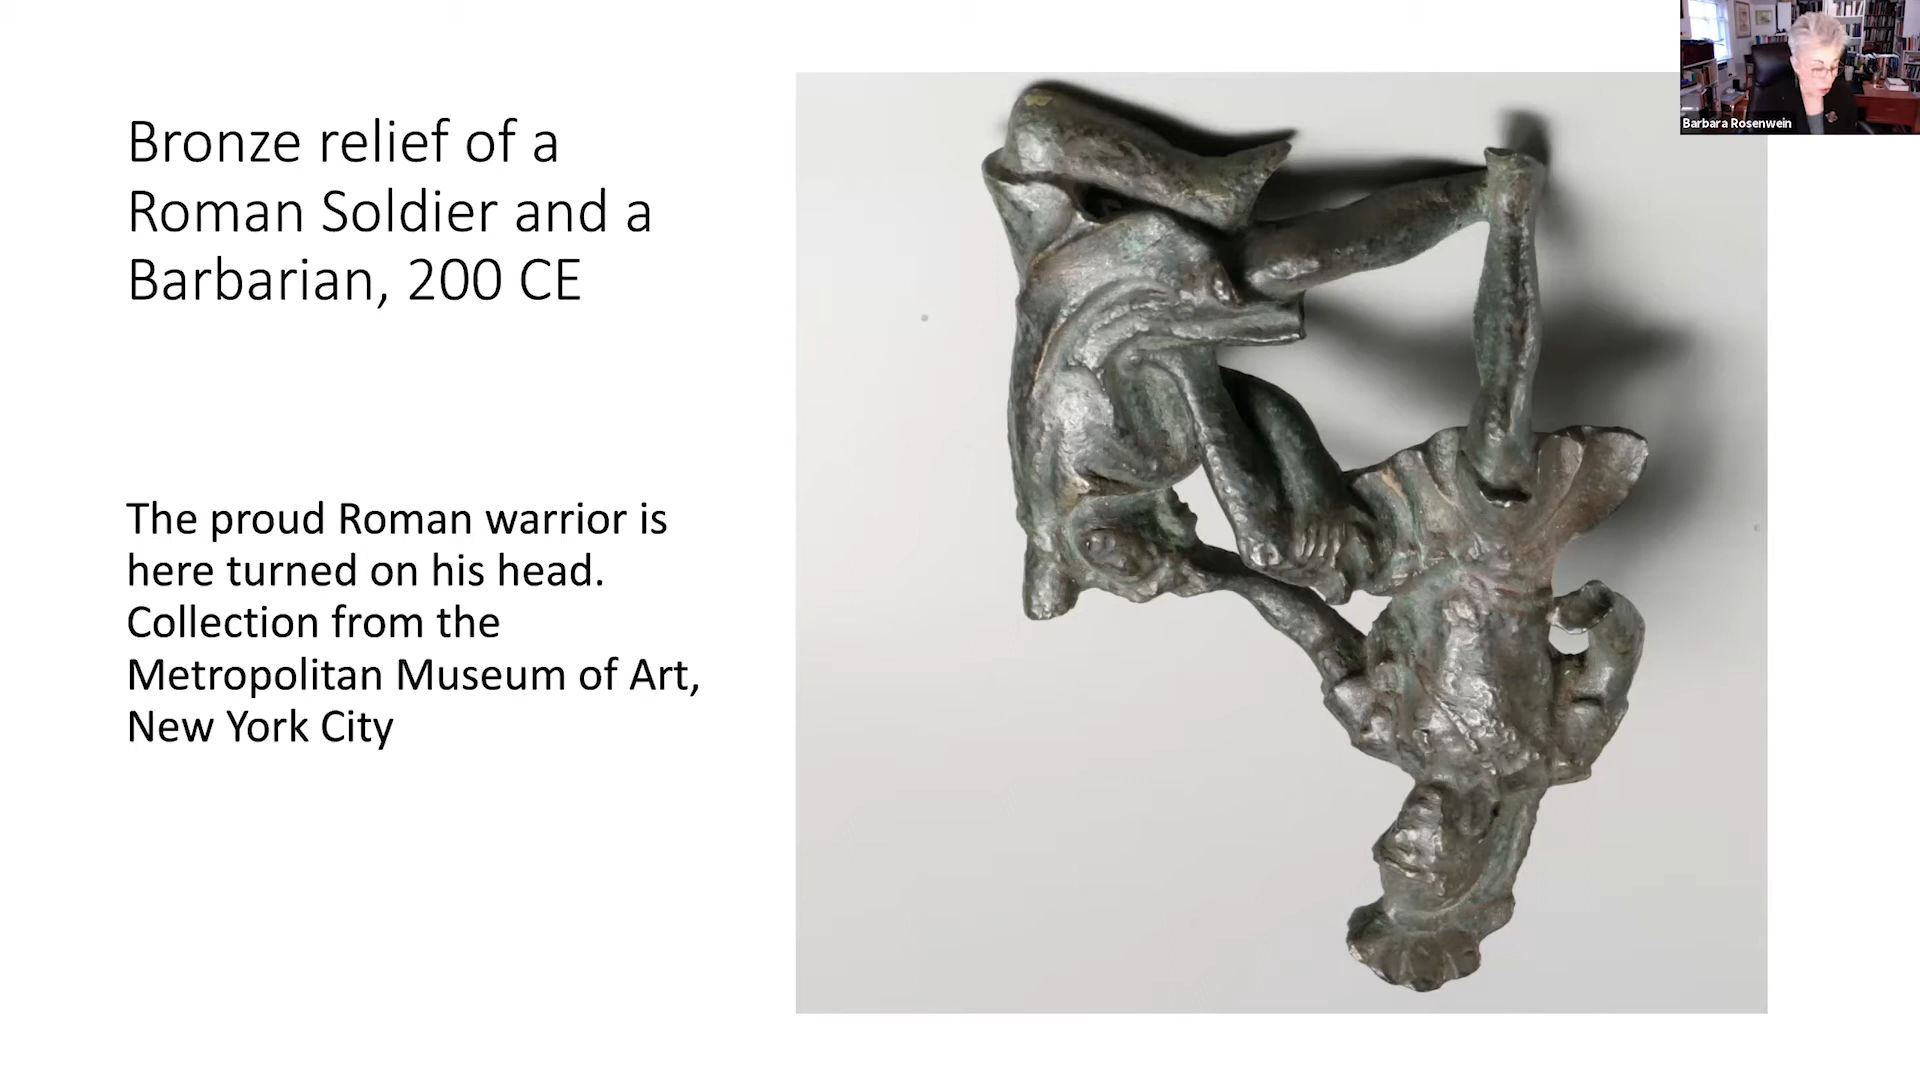 Bronze relief of a
Roman Soldier and a
Barbarian, 200 CE
The proud Roman warrior is
here turned on his head.
Collection from the
Metropolitan Museum of Art,
New York City
Barbara Rosenwein